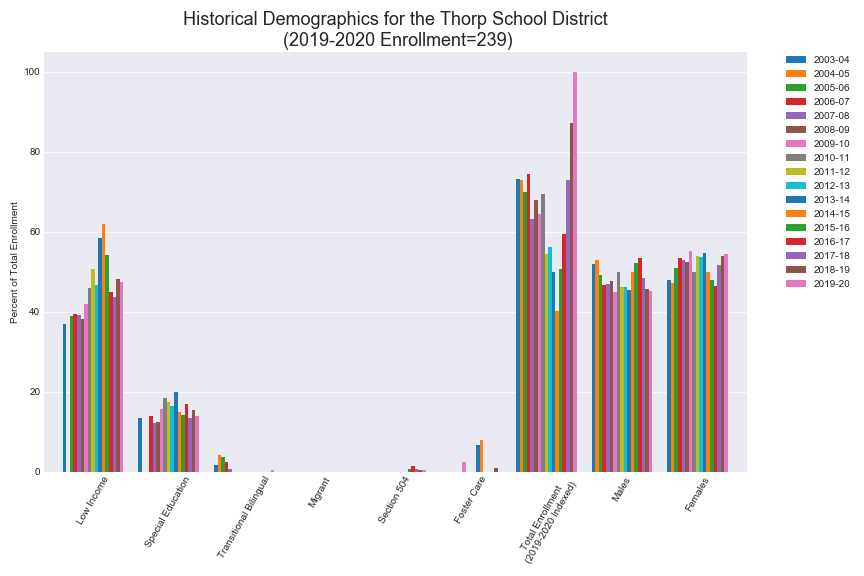 Historical Demographics for the Thorp School District
(2019-2020 Enrollment=239)
Percent of Total Enrollment
100
80
60
40
20
0
Low Income
Special Education
Transitional Bilingual
Migrant
Section 504
Foster Care
Total Enrollment
(2019-2020 Indexed)
Males
Females
2003-04
2004-05
2005-06
2006-07
2007-08
2008-09
2009-10
2010-11
2011-12
2012-13
2013-14
2014-15
2015-16
2016-17
2017-18
2018-19
2019-20